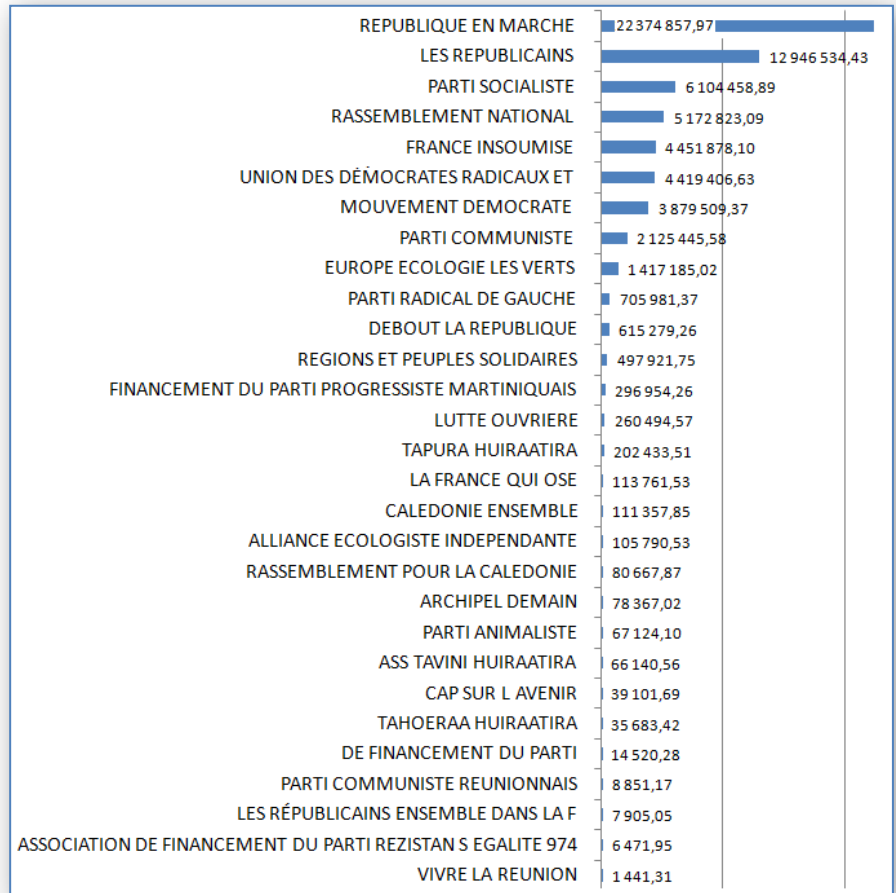 REPUBLIQUE EN MARCHE 22 374 857,97
LES REPUBLICAINS 12 946 534,43
PARTI SOCIALISTE 6 104 458,89
RASSEMBLEMENT NATIONAL 5 172 823,09
FRANCE INSOUMISE 4 451 878,10
UNION DES DÉMOCRATES RADICAUX ET 4 419 406,63
MOUVEMENT DEMOCRATE 3 879 509,37
PARTI COMMUNISTE 2 125 445,58
EUROPE ECOLOGIE LES VERTS 1 417 185,02
PARTI RADICAL DE GAUCHE 705 981,37
DEBOUT LA REPUBLIQUE 615 279,26
REGIONS ET PEUPLES SOLIDAIRES 497 921,75
FINANCEMENT DU PARTI PROGRESSISTE MARTINIQUAIS 296 954,26
LUTTE OUVRIERE 260 494,57
TAPURA HUIRAATIRA 202 433,51
LA FRANCE QUI OSE 113 761,53
CALEDONIE ENSEMBLE 111 357,85
ALLIANCE ECOLOGISTE INDEPENDANTE 105 790,53
RASSEMBLEMENT POUR LA CALEDONIE 80 667,87
ARCHIPEL DEMAIN 78 367,02
PARTI ANIMALISTE 67 124,10
ASS TAVINI HUIRAATIRA 66 140,56
CAP SUR L AVENIR 39 101,69
TAHOERAA HUIRAATIRA 35 683,42
DE FINANCEMENT DU PARTI 14 520,28
PARTI COMMUNISTE REUNIONNAIS 8 851,17
LES RÉPUBLICAINS ENSEMBLE DANS LA F 7 905,05
ASSOCIATION DE FINANCEMENT DU PARTI REZISTAN S EGALITE 974 6 471,95
VIVRE LA REUNION 1 441,31